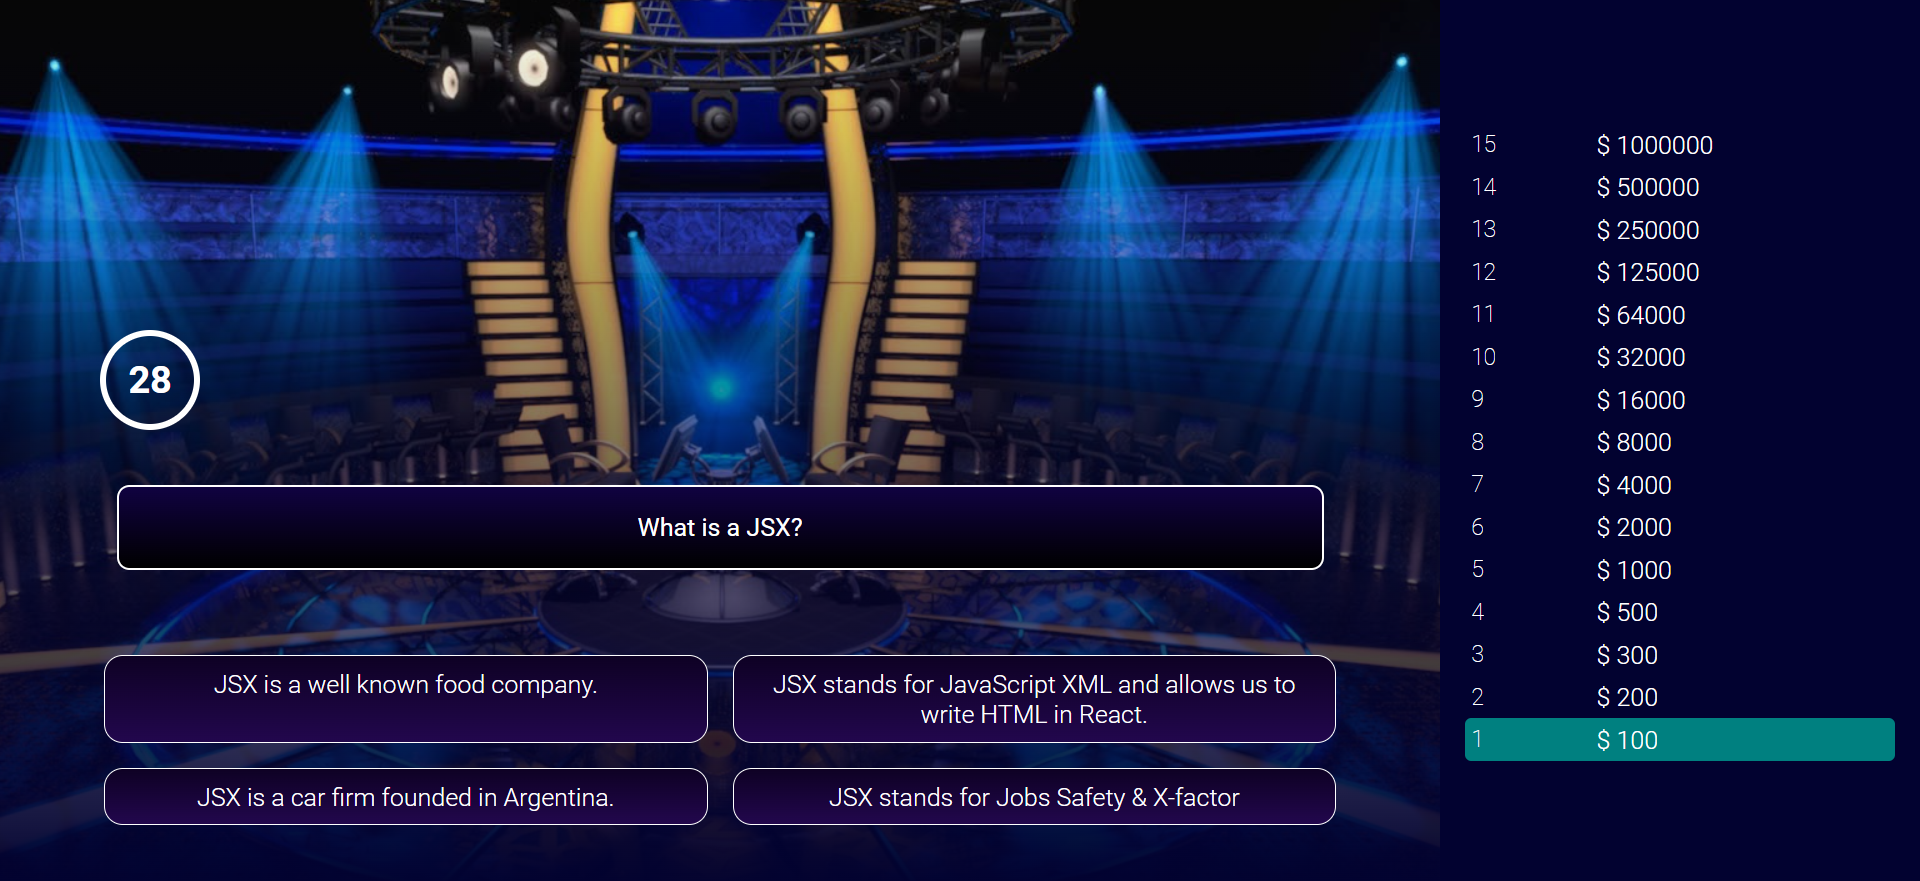 28
What is a JSX?
JSX is a well known food company.
JSX stands for JavaScript XML and allows us to
write HTML in React.
JSX is a car firm founded in Argentina.
JSX stands for Jobs Safety & X-factor
15 $ 1000000
14 $ 500000
13 $ 250000
12 $ 125000
11 $ 64000
10 $ 32000
9 $ 16000
8 $ 8000
7 $ 4000
6 $ 2000
5 $ 1000
4 $ 500
3 $ 300
2 $ 200
1 $ 100